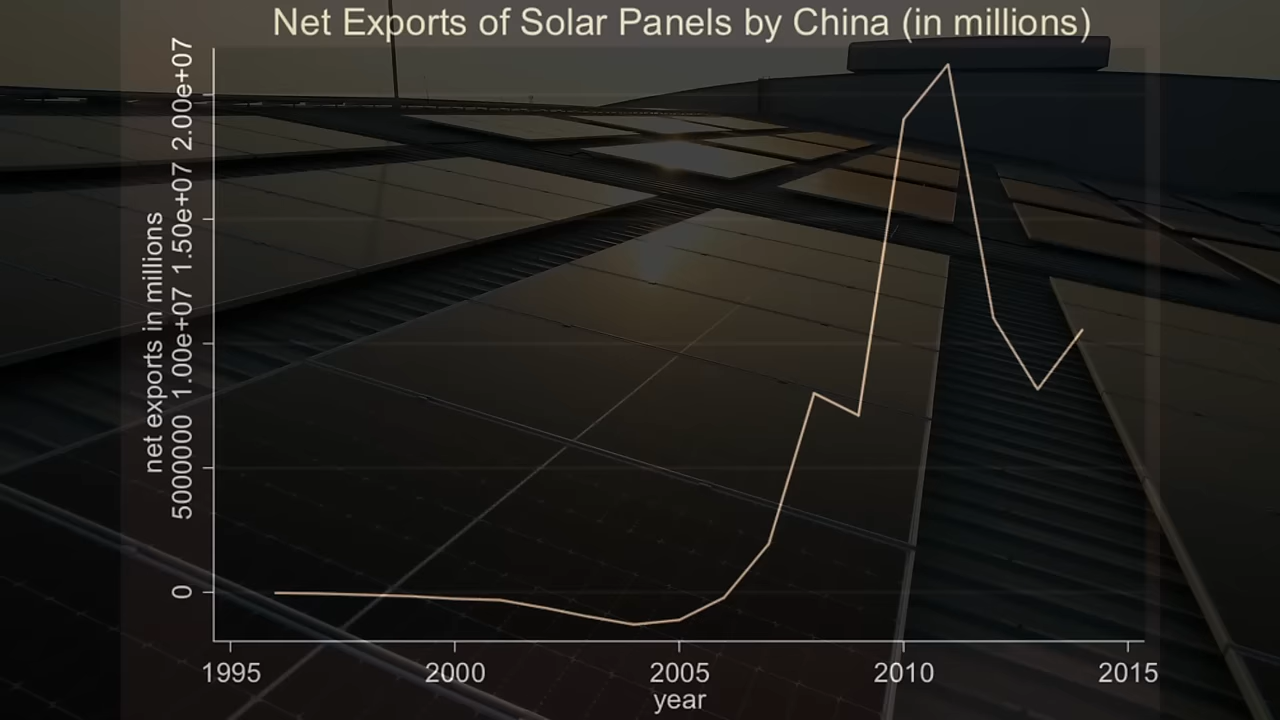 Net Exports of Solar Panels by China (in millions)
net exports in millions
0 5000000 1.00e+07 1.50e+07 2.00e+07
1995 2000 2005 2010 2015
year